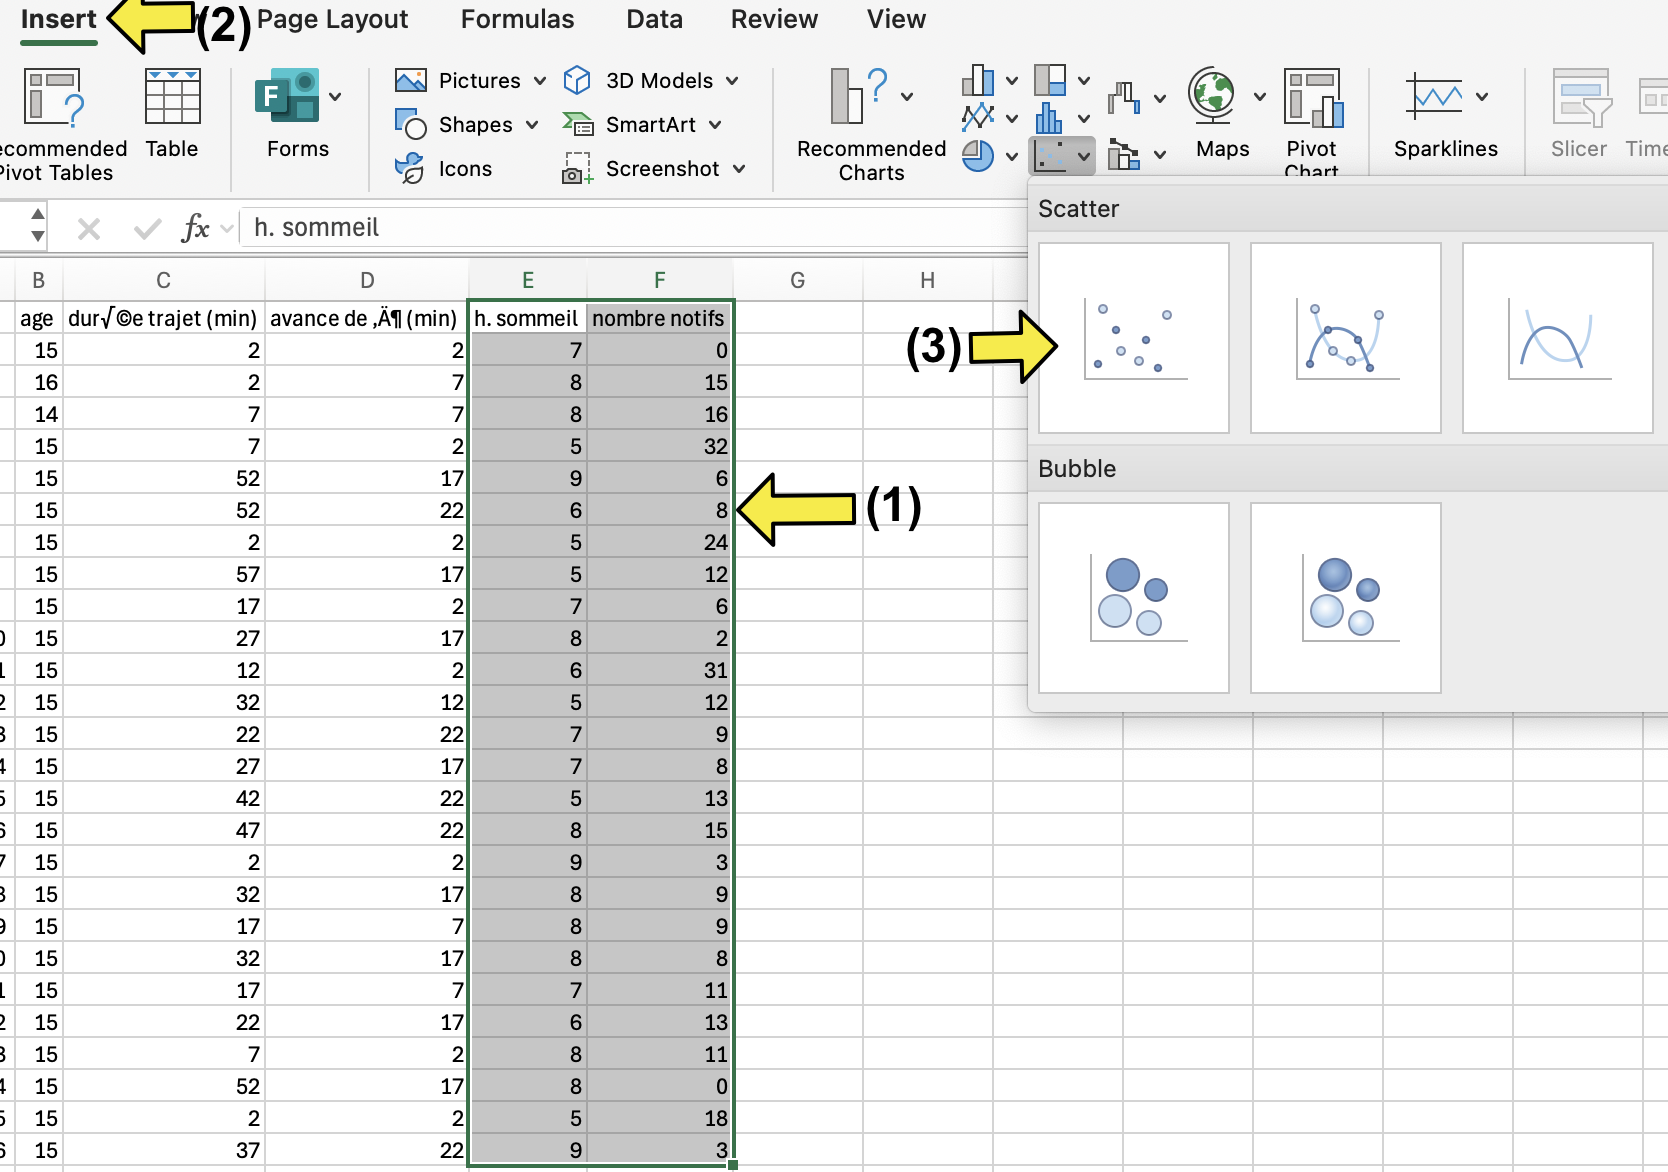 Insert (2) Page Layout Formulas Data Review View
Pictures 3D Models
Shapes SmartArt
Icons Screenshot
Pivot Tables
Table
Forms
Recommended
Charts
Maps
Pivot
Chart
Sparklines
Slicer
fx h. sommeil
Scatter
(3)
Bubble
(1)
B C D E F G H
age dur√©e trajet (min) avance de ‚Ä¶ (min) h. sommeil nombre notifs
15 2 2 7 0
16 2 7 8 15
14 7 7 8 16
15 7 2 5 32
15 52 17 9 6
15 52 22 6 8
15 2 2 5 24
15 57 17 5 12
15 17 2 7 6
15 27 17 8 2
15 12 2 6 31
15 32 12 5 12
15 22 22 7 9
15 27 17 7 8
15 42 22 5 13
15 47 22 8 15
15 2 2 9 3
15 32 17 8 9
15 17 7 8 9
15 32 17 8 8
15 17 7 7 11
15 22 17 6 13
15 7 2 8 11
15 52 17 8 0
15 2 2 5 18
15 37 22 9 3